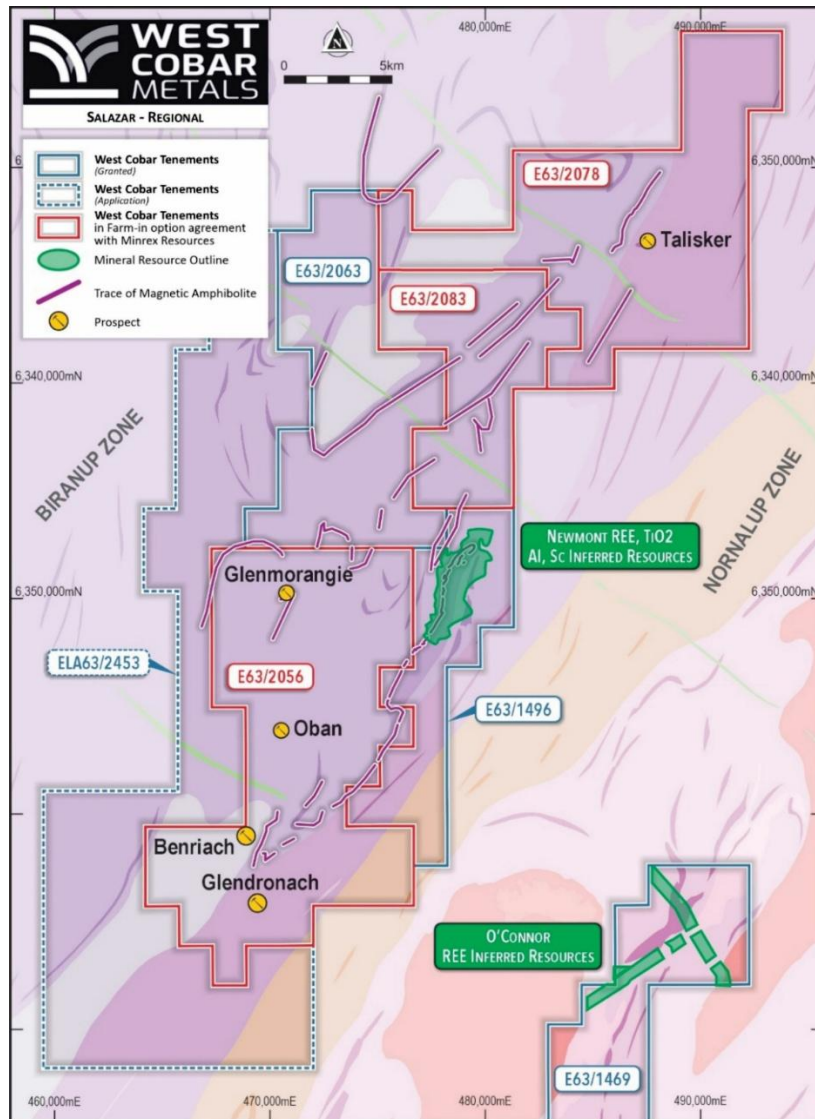 WEST
COBAR
METALS
SALAZAR - REGIONAL
West Cobar Tenements
(Granted)
West Cobar Tenements
(Application)
West Cobar Tenements
in Farm-in option agreement
with Minrex Resources
Mineral Resource Outline
Trace of Magnetic Amphibolite
Prospect
N
0 5km
480,000mE
490,000mE
6,350,000mN
E63/2078
Talisker
E63/2063
E63/2083
6,340,000mN
6,340,000mN
BIRANUP ZONE
NEWMONT REE, TiO2
Al, Sc INFERRED RESOURCES
NORNALUP ZONE
Glenmorangie
6,350,000mN
6,350,000mN
ELA63/2453
E63/2056
E63/1496
Oban
Benriach
Glendronach
O'CONNOR
REE INFERRED RESOURCES
E63/1469
460,000mE
470,000mE
480,000mE
490,000mE